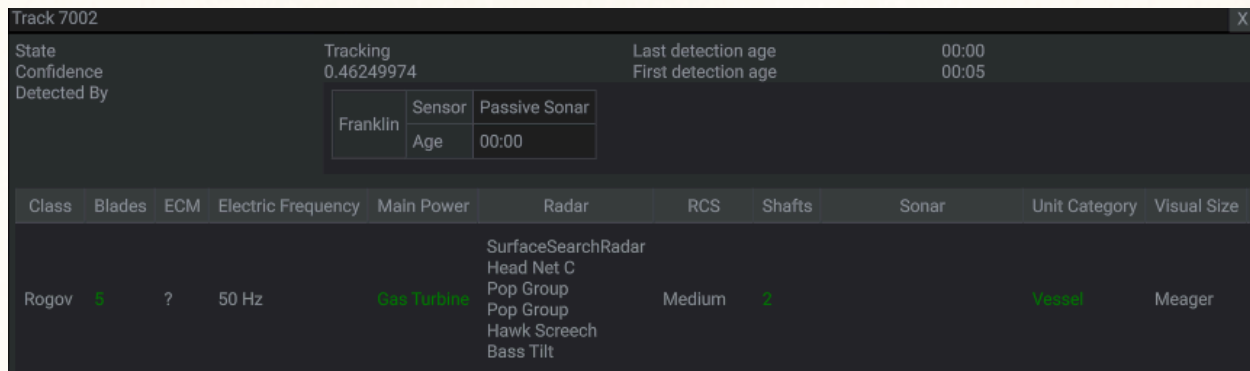 Track 7002 X
State Tracking Last detection age 00:00
Confidence 0.46249974 First detection age 00:05
Detected By
Franklin Sensor Passive Sonar
Age 00:00
Class Blades ECM Electric Frequency Main Power Radar RCS Shafts Sonar Unit Category Visual Size
Rogov 5 ? 50 Hz Gas Turbine SurfaceSearchRadar Medium 2 Vessel Meager
Head Net C
Pop Group
Pop Group
Hawk Screech
Bass Tilt